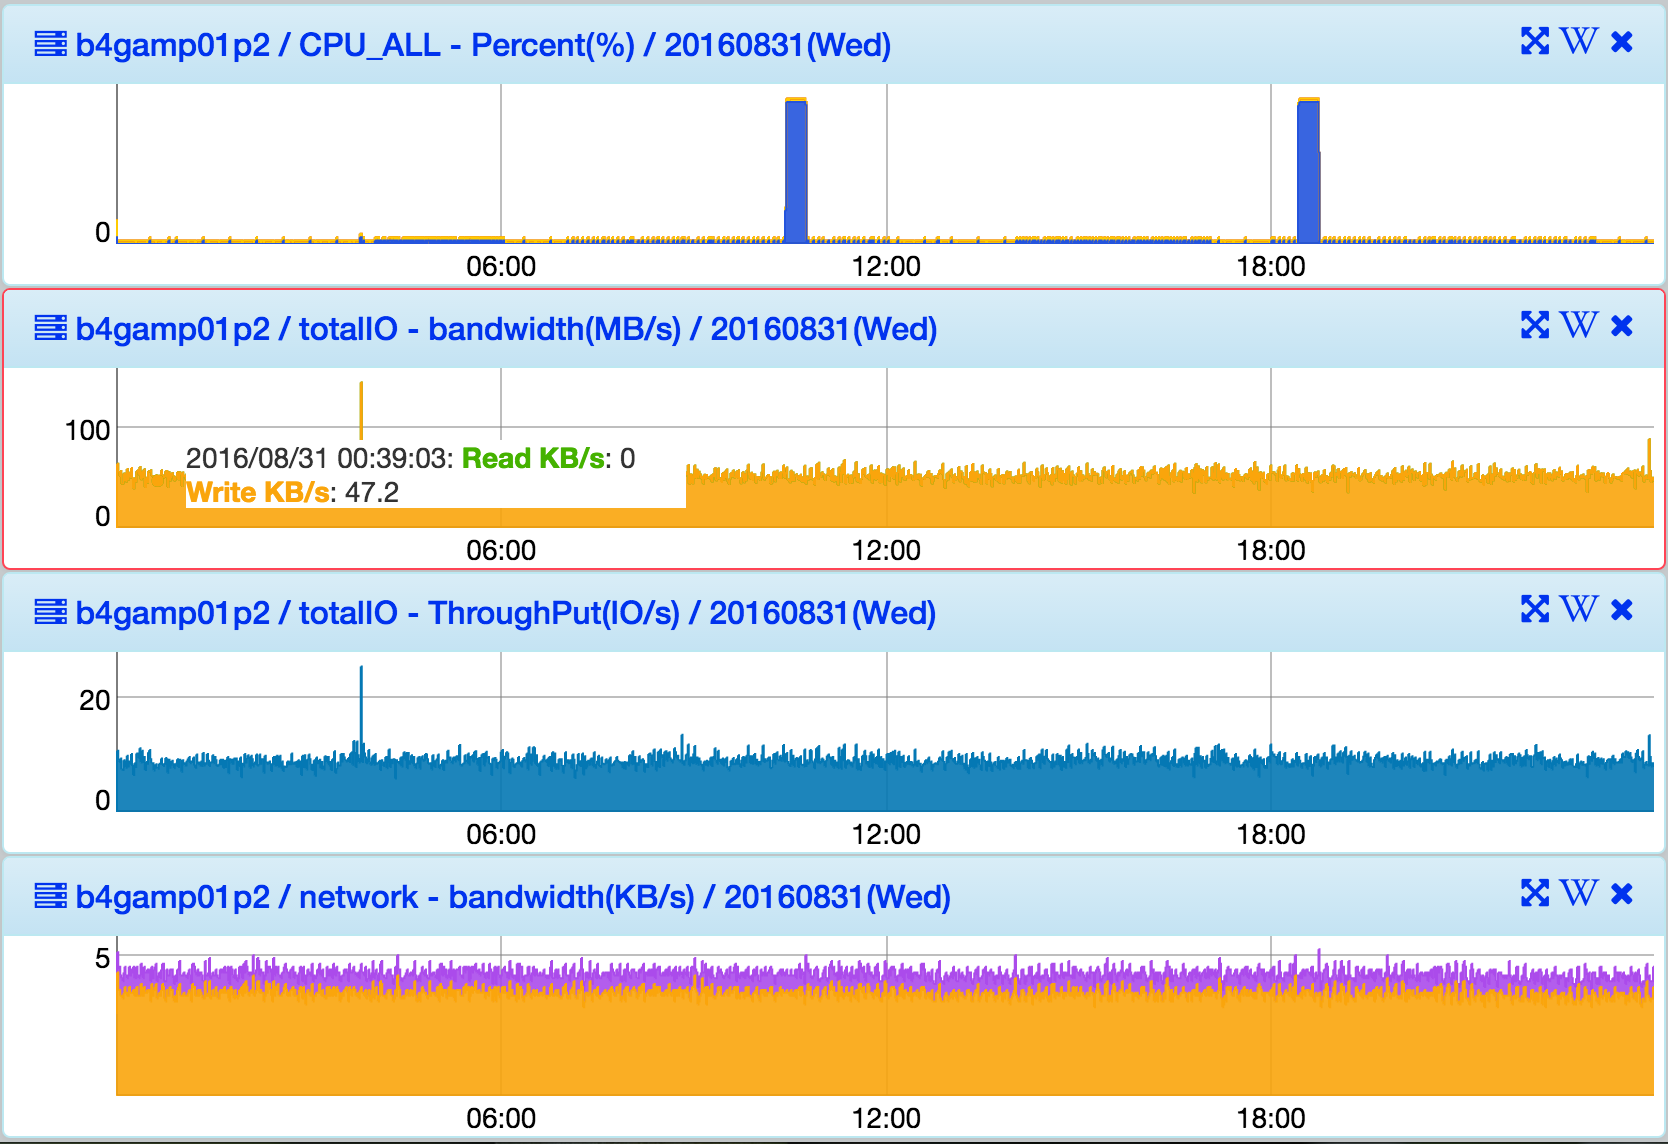 b4gamp01p2 / CPU_ALL - Percent(%) / 20160831(Wed) W
0
06:00 12:00 18:00
b4gamp01p2 / totalIO - bandwidth(MB/s) / 20160831(Wed) W
100
2016/08/31 00:39:03: Read KB/s: 0
Write KB/s: 47.2
0
06:00 12:00 18:00
b4gamp01p2 / totalIO - ThroughPut(IO/s) / 20160831(Wed) W
20
0
06:00 12:00 18:00
b4gamp01p2 / network - bandwidth(KB/s) / 20160831(Wed) W
5
06:00 12:00 18:00